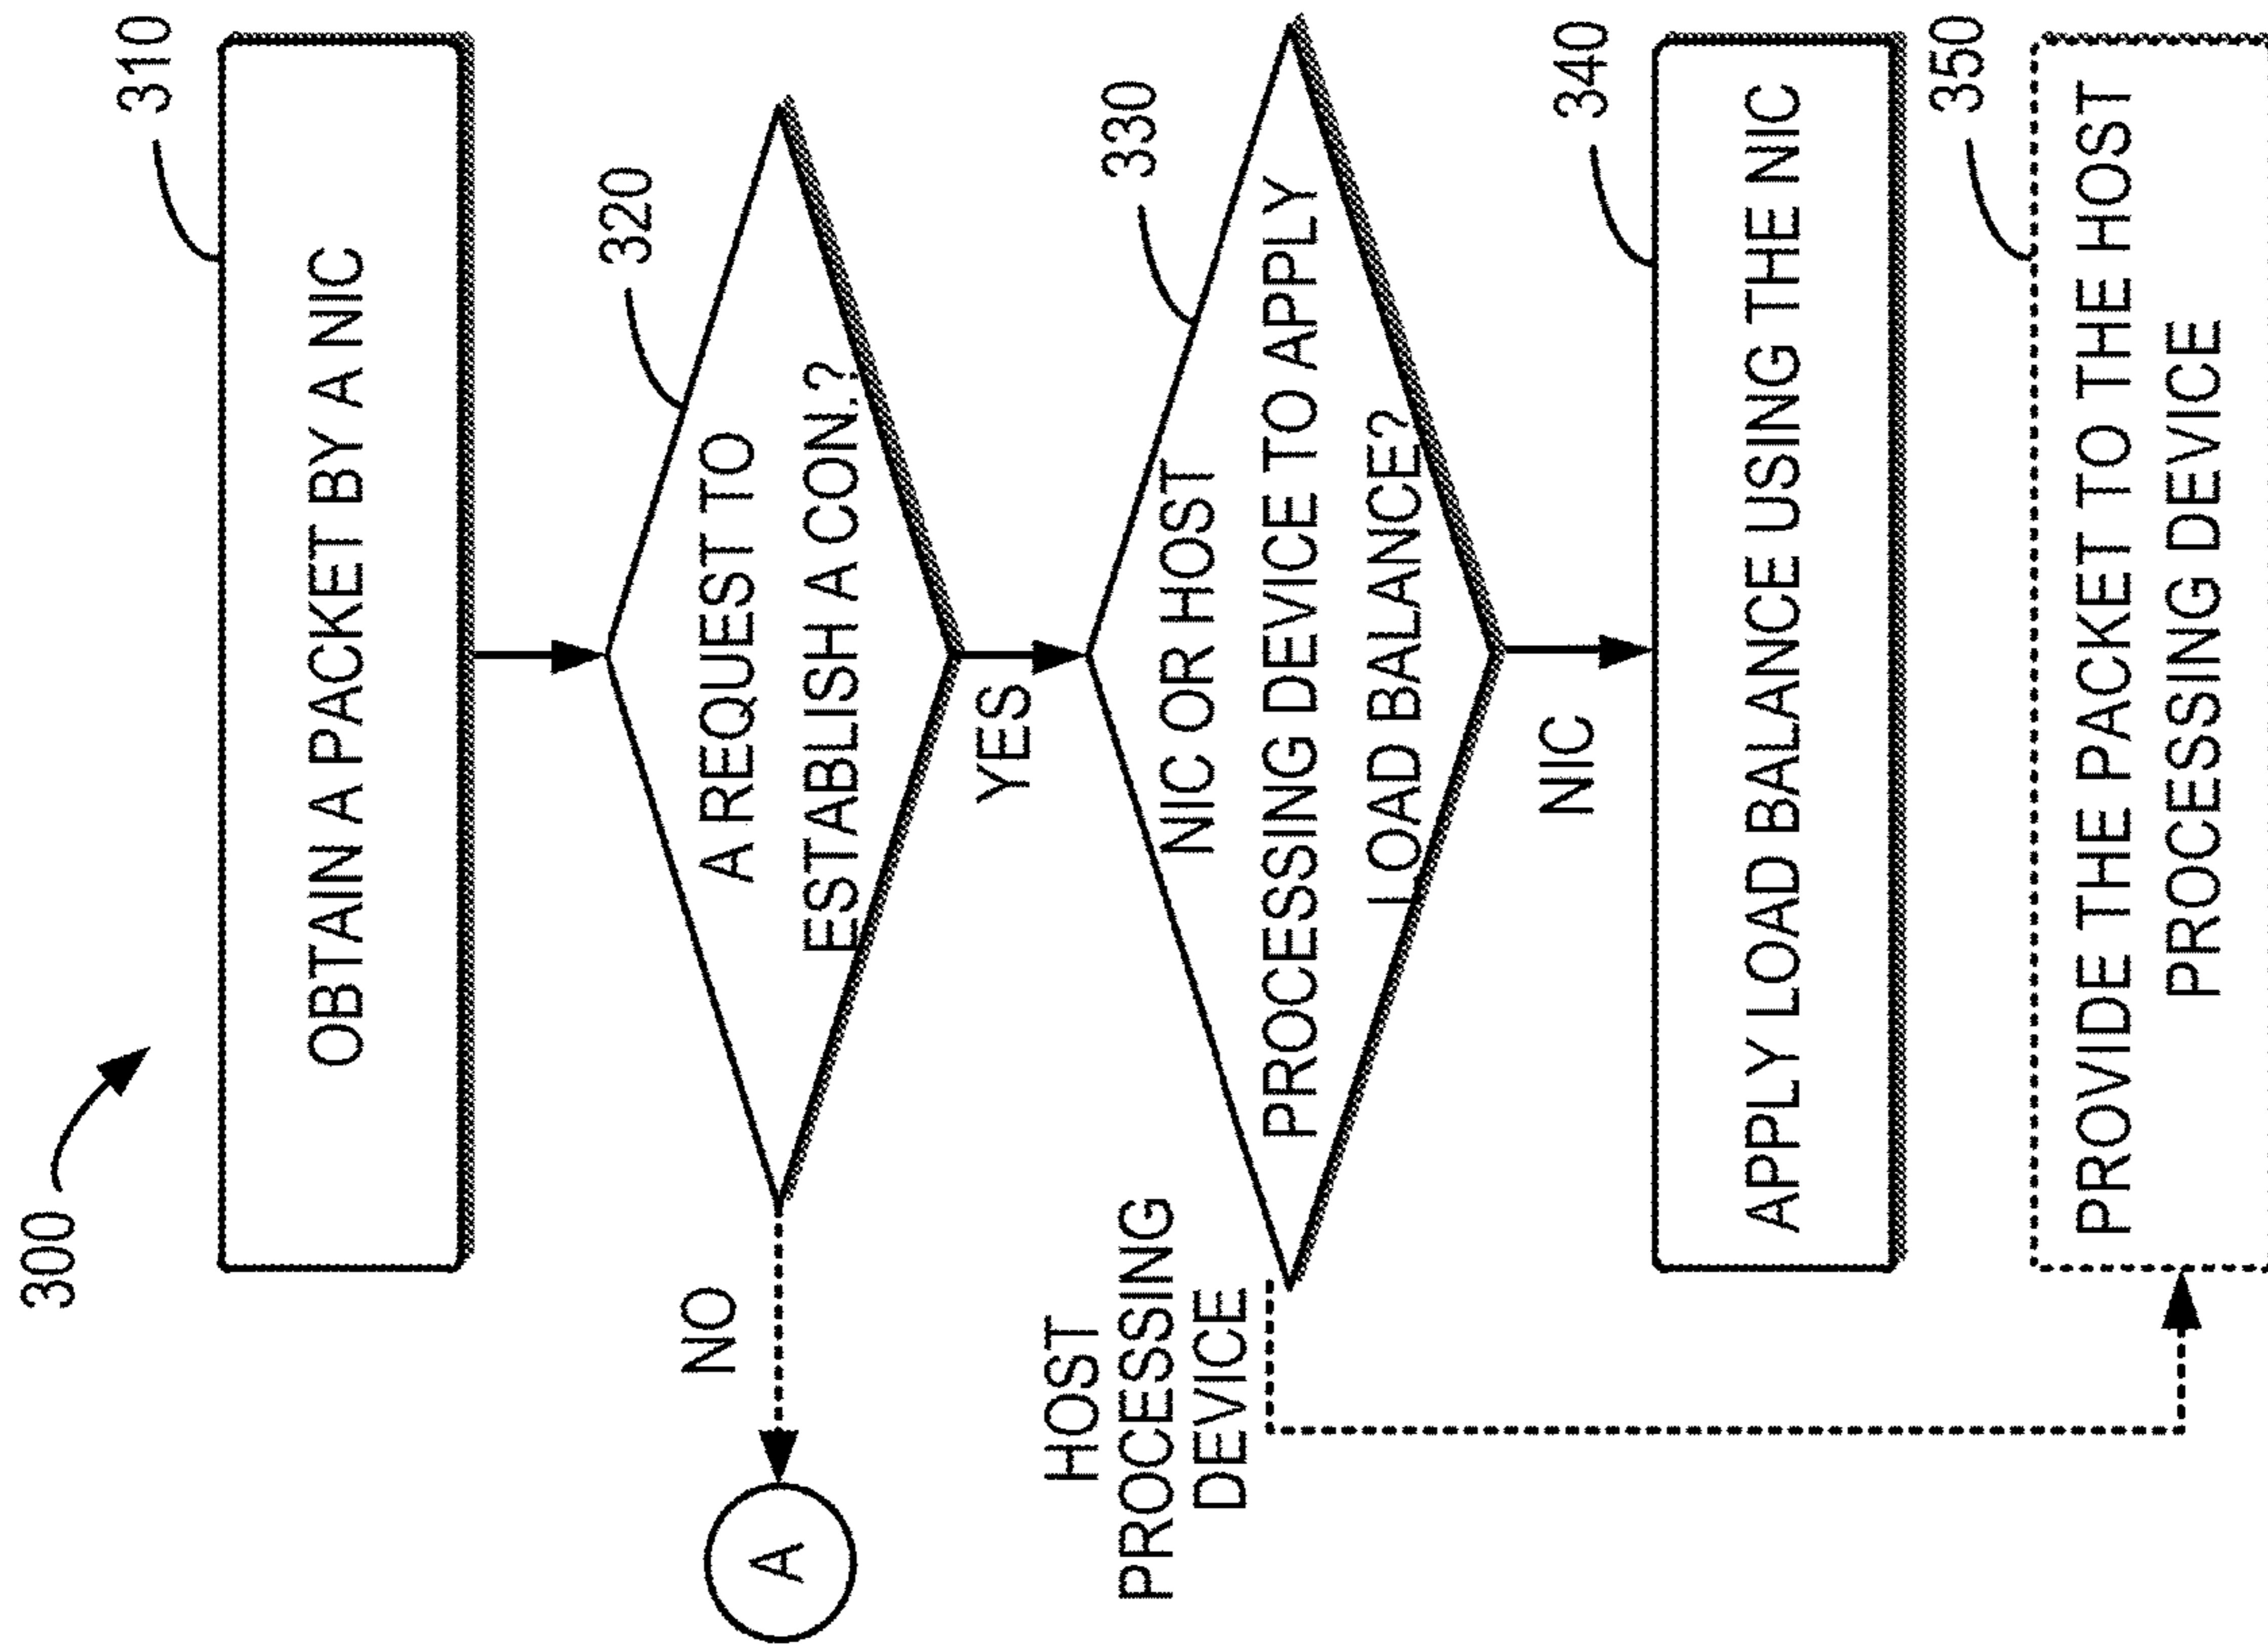 300
310
OBTAIN A PACKET BY A NIC
320
A REQUEST TO
ESTABLISH A CON.?
NO
A
YES
330
NIC OR HOST
PROCESSING DEVICE TO APPLY
LOAD BALANCE?
HOST
PROCESSING
DEVICE
NIC
340
APPLY LOAD BALANCE USING THE NIC
350
PROVIDE THE PACKET TO THE HOST
PROCESSING DEVICE